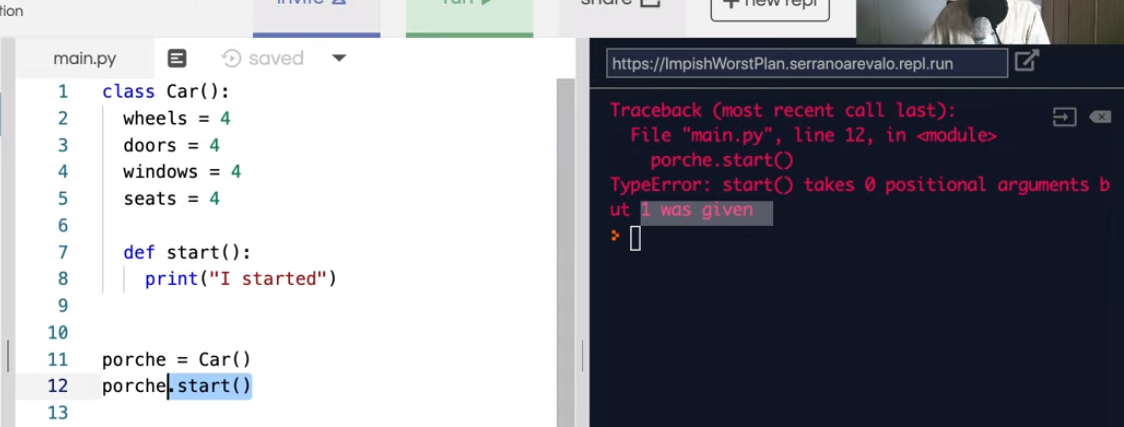 tion
invite
run
share
+ new repl
main.py
saved
https://ImpishWorstPlan.serranoarevalo.repl.run
1 class Car():
2 wheels = 4
3 doors = 4
4 windows = 4
5 seats = 4
6
7 def start():
8 print("I started")
9
10
11 porche = Car()
12 porche.start()
13
Traceback (most recent call last):
File "main.py", line 12, in <module>
porche.start()
TypeError: start() takes 0 positional arguments b
ut 1 was given
>